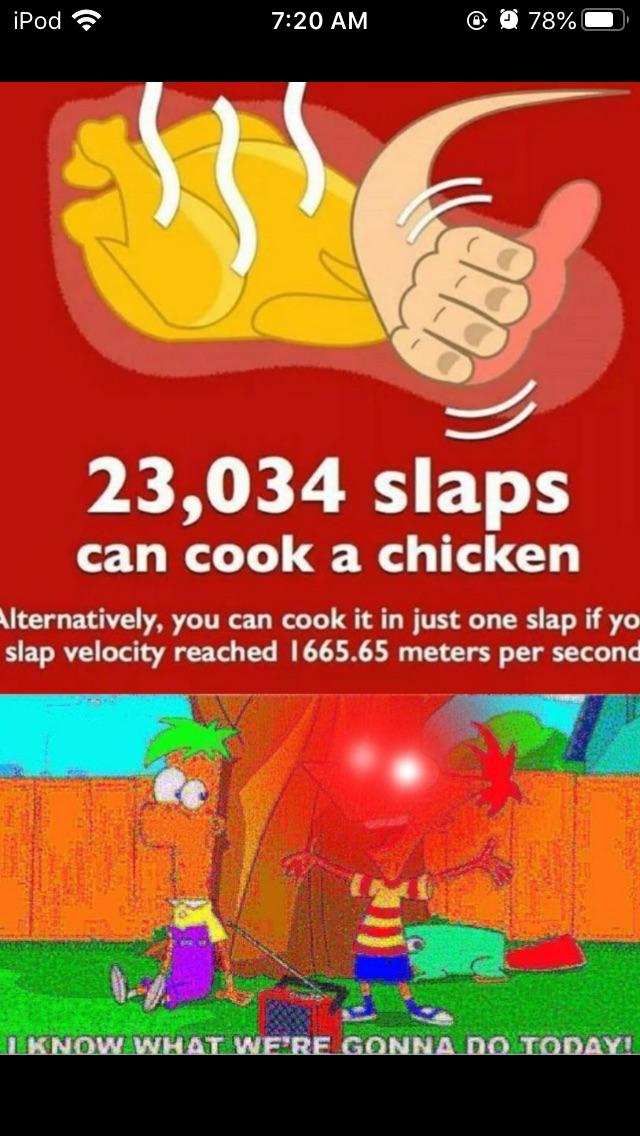 iPod 7:20 AM 78%
23,034 slaps
can cook a chicken
Alternatively, you can cook it in just one slap if yo
slap velocity reached 1665.65 meters per second
I KNOW WHAT WE'RE GONNA DO TODAY!